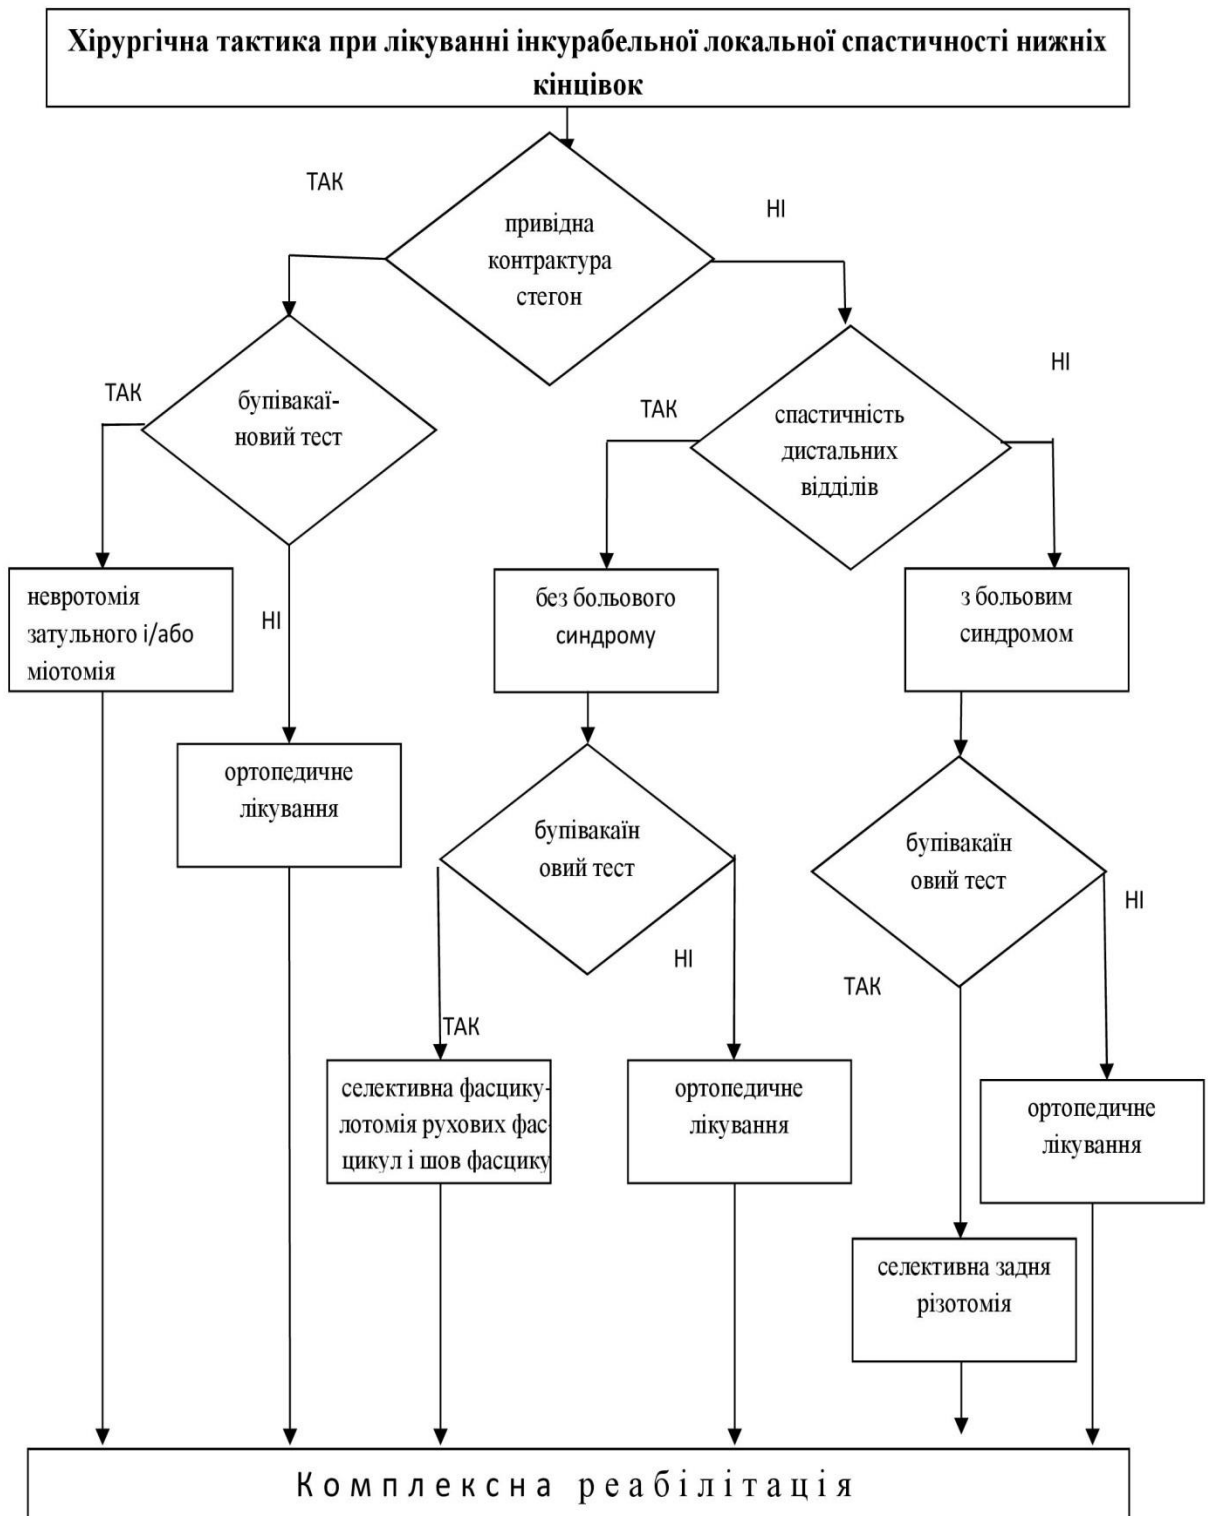 Хірургічна тактика при лікуванні інкурабельної локальної спастичності нижніх
кінцівок
ТАК
НІ
привідна
контрактура
стегон
ТАК
бупівакаї-
новий тест
НІ
ТАК
спастичність
дистальних
відділів
НІ
невротомія
затульного і/або
міотомія
ортопедичне
лікування
без больового
синдрому
з больовим
синдромом
бупівакаїн
овий тест
ТАК
НІ
бупівакаїн
овий тест
ТАК
НІ
селективна фасцику-
лотомія рухових фас-
цикул і шов фасцику
ортопедичне
лікування
ортопедичне
лікування
селективна задня
різотомія
Комплексна реабілітація